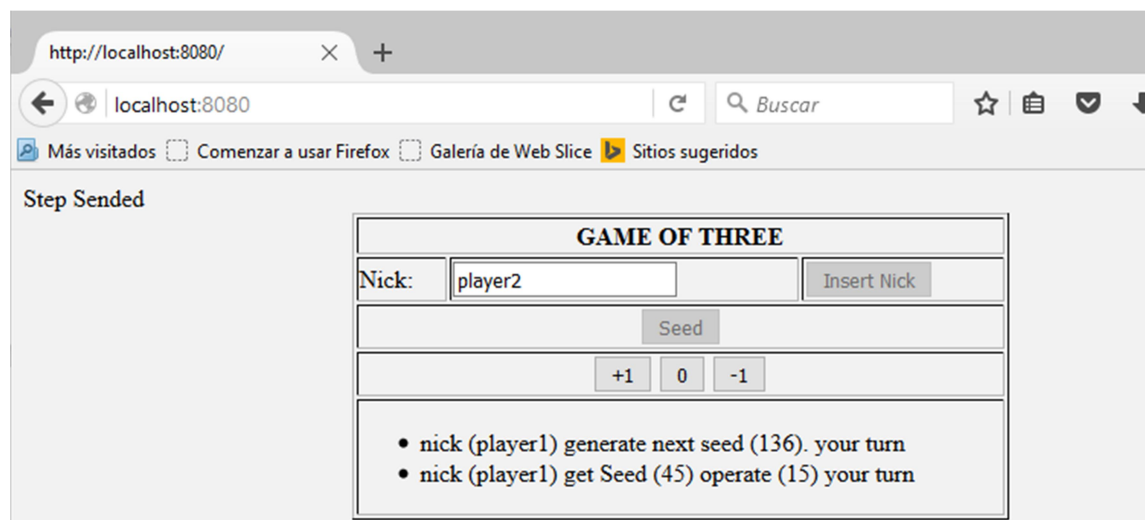 http://localhost:8080/
localhost:8080 Buscar
Más visitados Comenzar a usar Firefox Galería de Web Slice Sitios sugeridos
Step Sended
GAME OF THREE
Nick: player2 Insert Nick
Seed
+1 0 -1
nick (player1) generate next seed (136). your turn
nick (player1) get Seed (45) operate (15) your turn